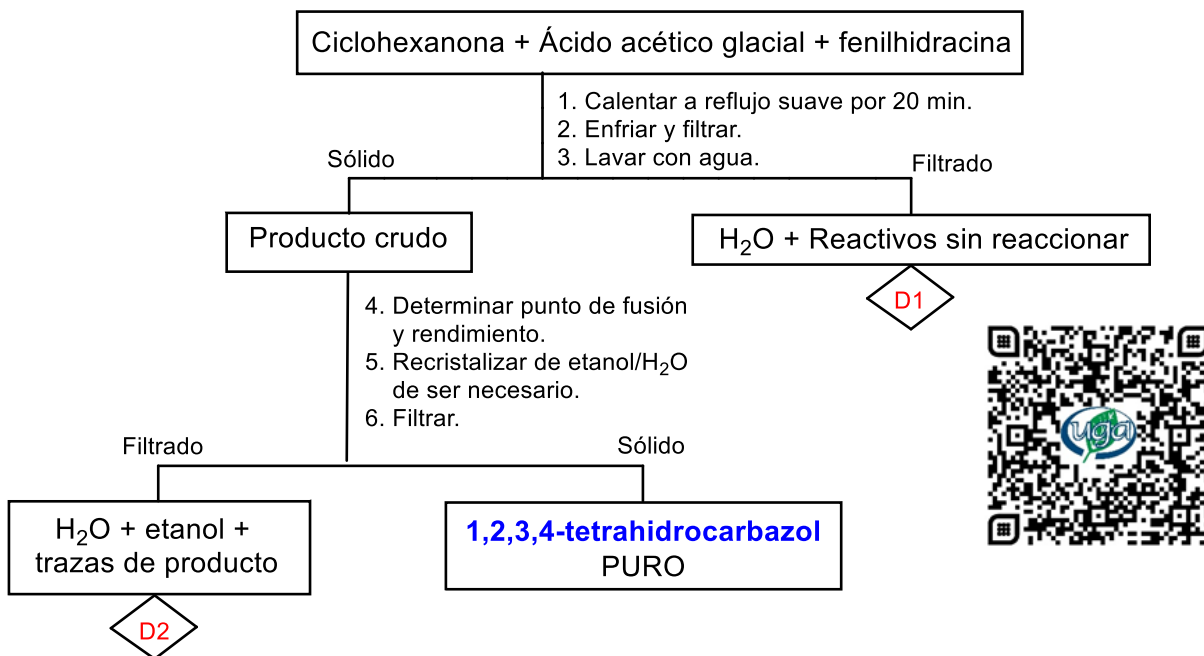 Ciclohexanona + Ácido acético glacial + fenilhidracina
1. Calentar a reflujo suave por 20 min.
2. Enfriar y filtrar.
3. Lavar con agua.
Sólido
Filtrado
Producto crudo
H₂O + Reactivos sin reaccionar
D1
4. Determinar punto de fusión
y rendimiento.
5. Recristalizar de etanol/H₂O
de ser necesario.
6. Filtrar.
Filtrado
Sólido
H₂O + etanol +
trazas de producto
1,2,3,4-tetrahidrocarbazol
PURO
D2
uga